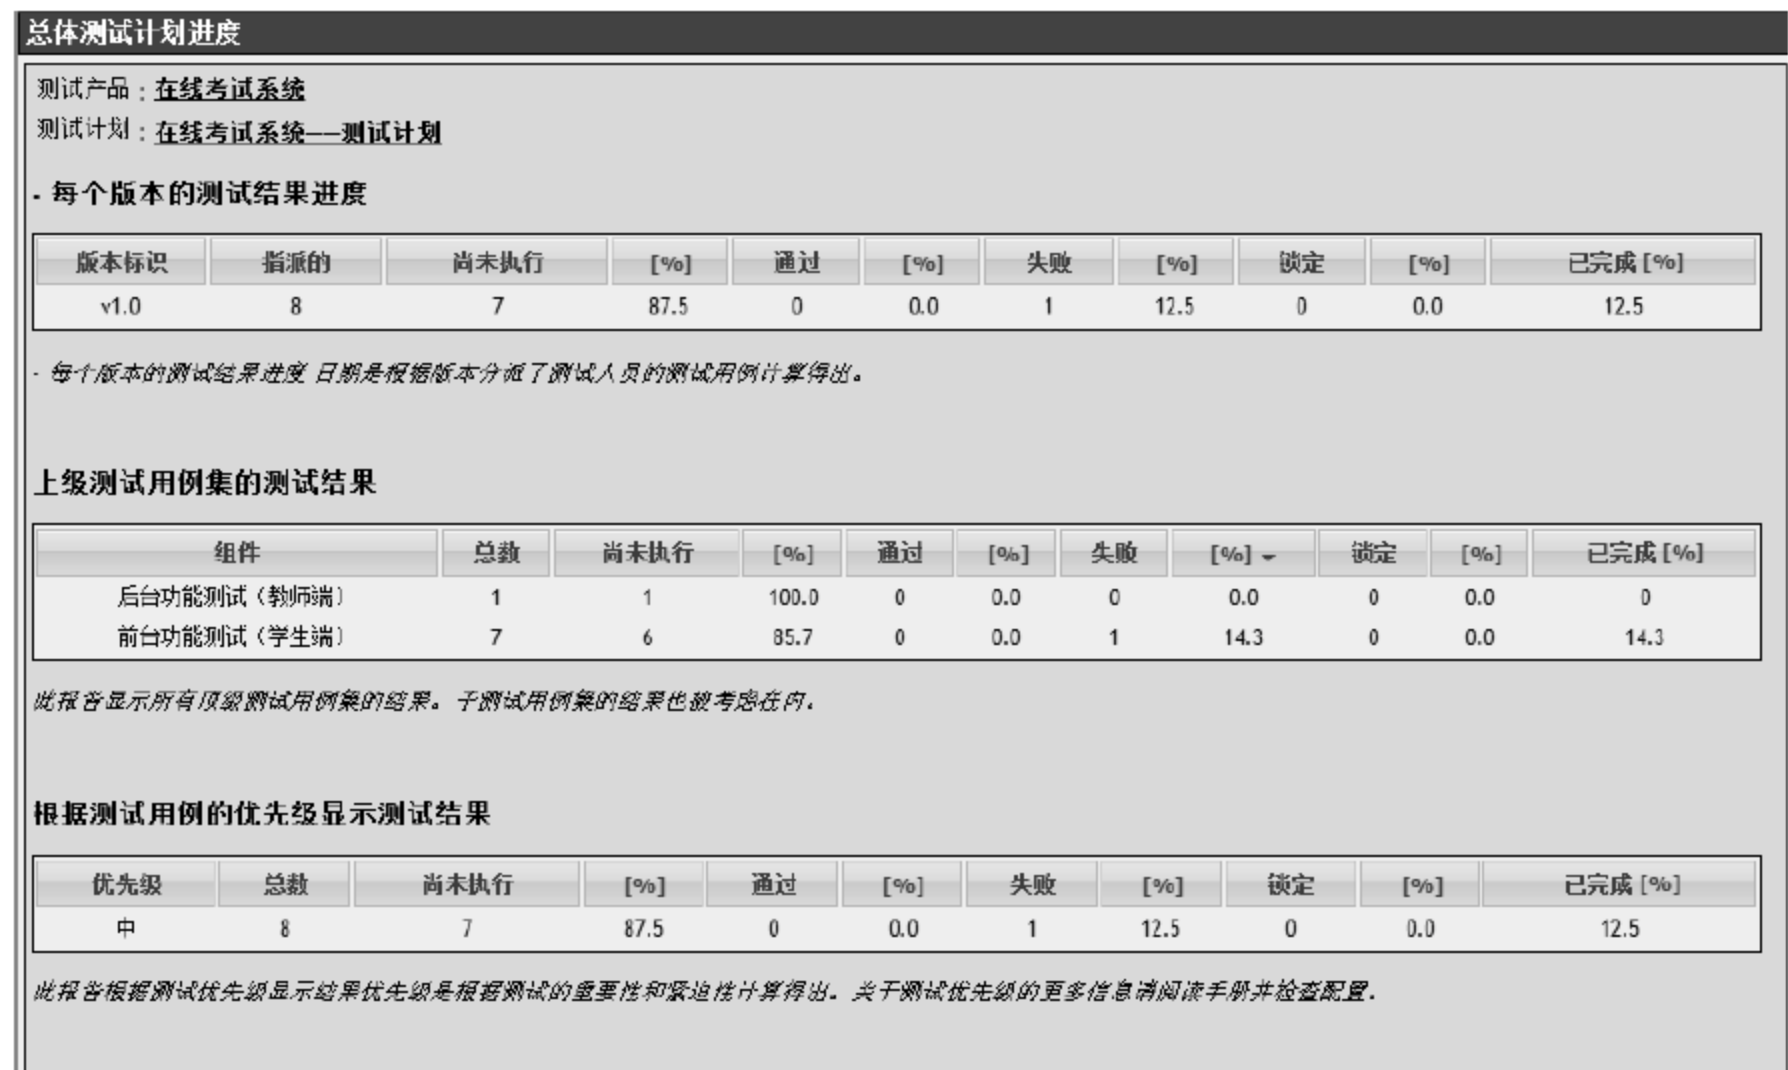 总体测试计划进度
测试产品：在线考试系统
测试计划：在线考试系统——测试计划
- 每个版本的测试结果进度
版本标识 指派的 尚未执行 [%] 通过 [%] 失败 [%] 锁定 [%] 已完成 [%]
v1.0 8 7 87.5 0 0.0 1 12.5 0 0.0 12.5
- 每个版本的测试结果进度 日期是根据版本分派了测试人员的测试用例计算得出。
上级测试用例集的测试结果
组件 总数 尚未执行 [%] 通过 [%] 失败 [%] 锁定 [%] 已完成 [%]
后台功能测试（教师端） 1 1 100.0 0 0.0 0 0.0 0 0.0 0
前台功能测试（学生端） 7 6 85.7 0 0.0 1 14.3 0 0.0 14.3
此报告显示所有顶级测试用例集的结果。子测试用例集的结果也被考虑在内.
根据测试用例的优先级显示测试结果
优先级 总数 尚未执行 [%] 通过 [%] 失败 [%] 锁定 [%] 已完成 [%]
中 8 7 87.5 0 0.0 1 12.5 0 0.0 12.5
此报告根据测试优先级显示结果优先级是根据测试的重要性和紧迫性计算得出。关于测试优先级的更多信息请阅读手册并检查配置.